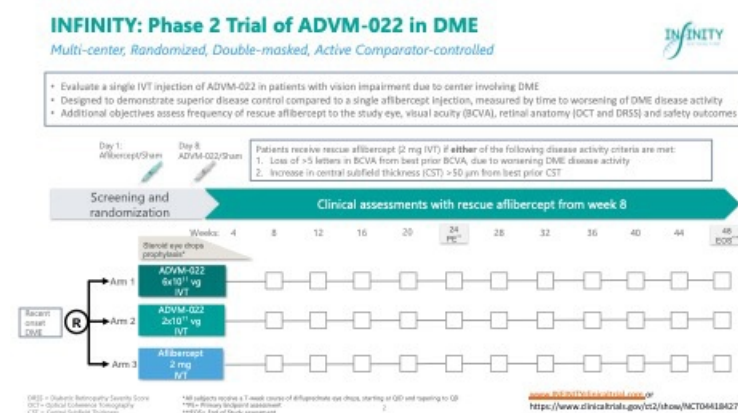 INFINITY: Phase 2 Trial of ADVM-022 in DME
INFINITY
Multi-center, Randomized, Double-masked, Active Comparator-controlled
• Evaluate a single IVT injection of ADVM-022 in patients with vision impairment due to center involving DME
• Designed to demonstrate superior disease control compared to a single aflibercept injection, measured by time to worsening of DME disease activity
• Additional objectives assess frequency of rescue aflibercept to the study eye, visual acuity (BCVA), retinal anatomy (OCT and DRSS) and safety outcomes
Day 1:
Aflibercept/Sham
Day 8:
ADVM-022/Sham
Patients receive rescue aflibercept (2 mg IVT) if either of the following disease activity criteria are met:
1. Loss of >5 letters in BCVA from best prior BCVA, due to worsening DME disease activity
2. Increase in central subfield thickness (CST) >50 μm from best prior CST
Screening and
randomization
Clinical assessments with rescue aflibercept from week 8
Weeks: 4 8 12 16 20 24 28 32 36 40 44 48
PE** EOS
Steroid eye drops
prophylaxis*
Recent
onset
DME
R
Arm 1
ADVM-022
6x10¹¹ vg
IVT
Arm 2
ADVM-022
2x10¹¹ vg
IVT
Arm 3
Aflibercept
2 mg
IVT
DRSS = Diabetic Retinopathy Severity Score
OCT= Optical Coherence Tomography
CST = Central Subfield Thickness
*All subjects receive a 7-week course of difluprednate eye drops, starting at QID and tapering to QD
**PE= Primary Endpoint assessment
2
www.INFINITYclinicaltrial.com or
https://www.clinicaltrials.gov/ct2/show/NCT04418427